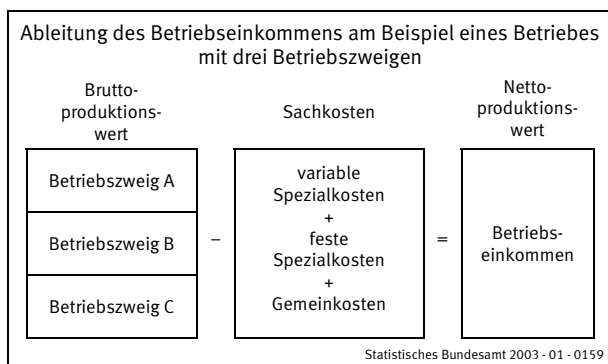 Ableitung des Betriebseinkommens am Beispiel eines Betriebes
mit drei Betriebszweigen
Brutto-
produktions-
wert
Sachkosten
Netto-
produktions-
wert
Betriebszweig A
Betriebszweig B
Betriebszweig C
–
variable
Spezialkosten
+
feste
Spezialkosten
+
Gemeinkosten
=
Betriebs-
einkommen
Statistisches Bundesamt 2003 - 01 - 0159